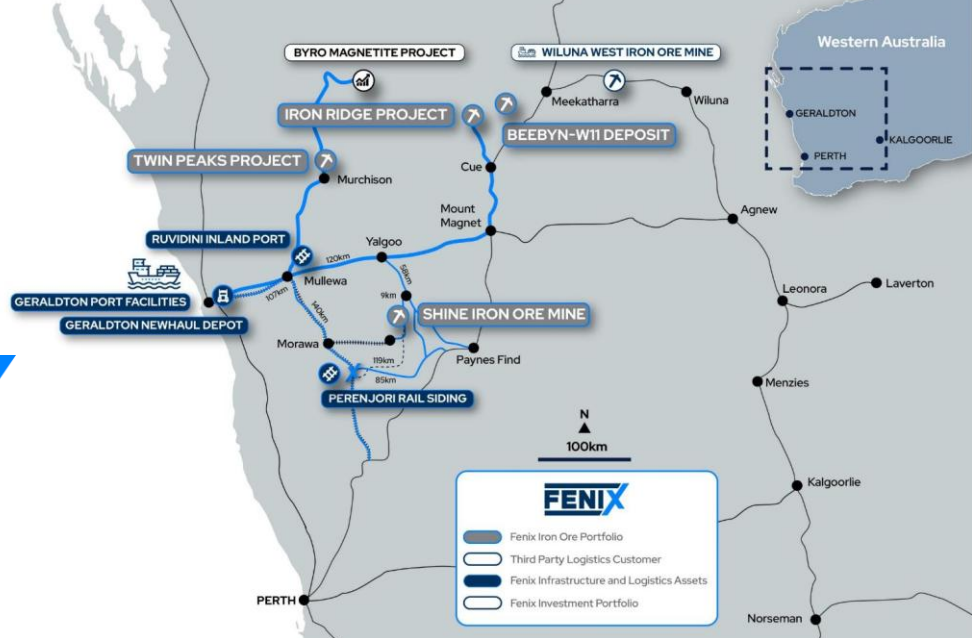 Western Australia
GERALDTON
KALGOORLIE
PERTH
BYRO MAGNETITE PROJECT
WILUNA WEST IRON ORE MINE
Meekatharra
Wiluna
IRON RIDGE PROJECT
BEEBYN-W11 DEPOSIT
TWIN PEAKS PROJECT
Murchison
Cue
Mount
Magnet
Agnew
RUVIDINI INLAND PORT
Yalgoo
120km
58km
Mullewa
107km
9km
140km
GERALDTON PORT FACILITIES
GERALDTON NEWHAUL DEPOT
SHINE IRON ORE MINE
Leonora
Laverton
Morawa
119km
Paynes Find
85km
PERENJORI RAIL SIDING
Menzies
N
100km
Kalgoorlie
FENIX
Fenix Iron Ore Portfolio
Third Party Logistics Customer
Fenix Infrastructure and Logistics Assets
Fenix Investment Portfolio
PERTH
Norseman